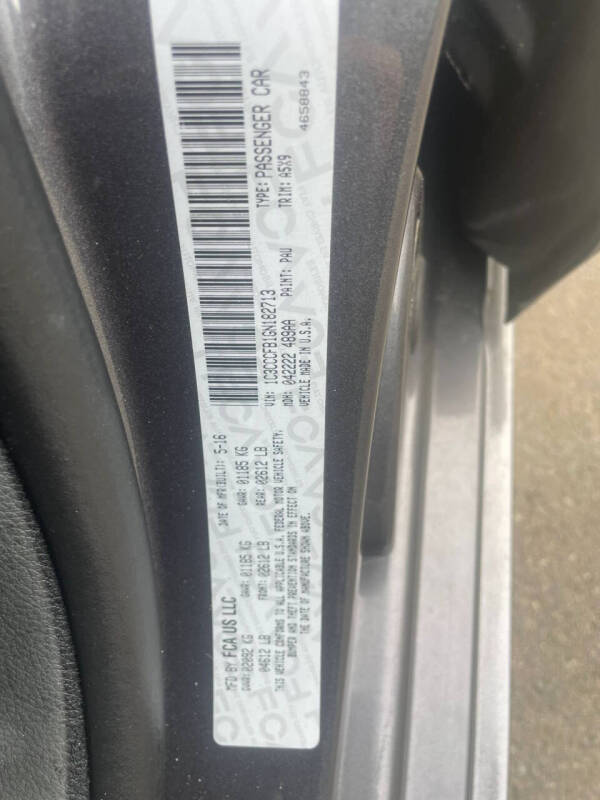 MFD BY FCA US LLC DATE OF MFR(BUILT): 5-16
GVWR: 02092 KG GAWR: 01185 KG GAWR: 01185 KG
04612 LB FRONT: 02612 LB REAR: 02612 LB
THIS VEHICLE CONFORMS TO ALL APPLICABLE U.S.A. FEDERAL MOTOR VEHICLE SAFETY,
BUMPER AND THEFT PREVENTION STANDARDS IN EFFECT ON
THE DATE OF MANUFACTURE SHOWN ABOVE.
VIN: 1C3CCCFB1GN182713 TYPE: PASSENGER CAR
MDH: 042222 489AA PAINT: PAU TRIM: A5X9
VEHICLE MADE IN U.S.A. 4658843